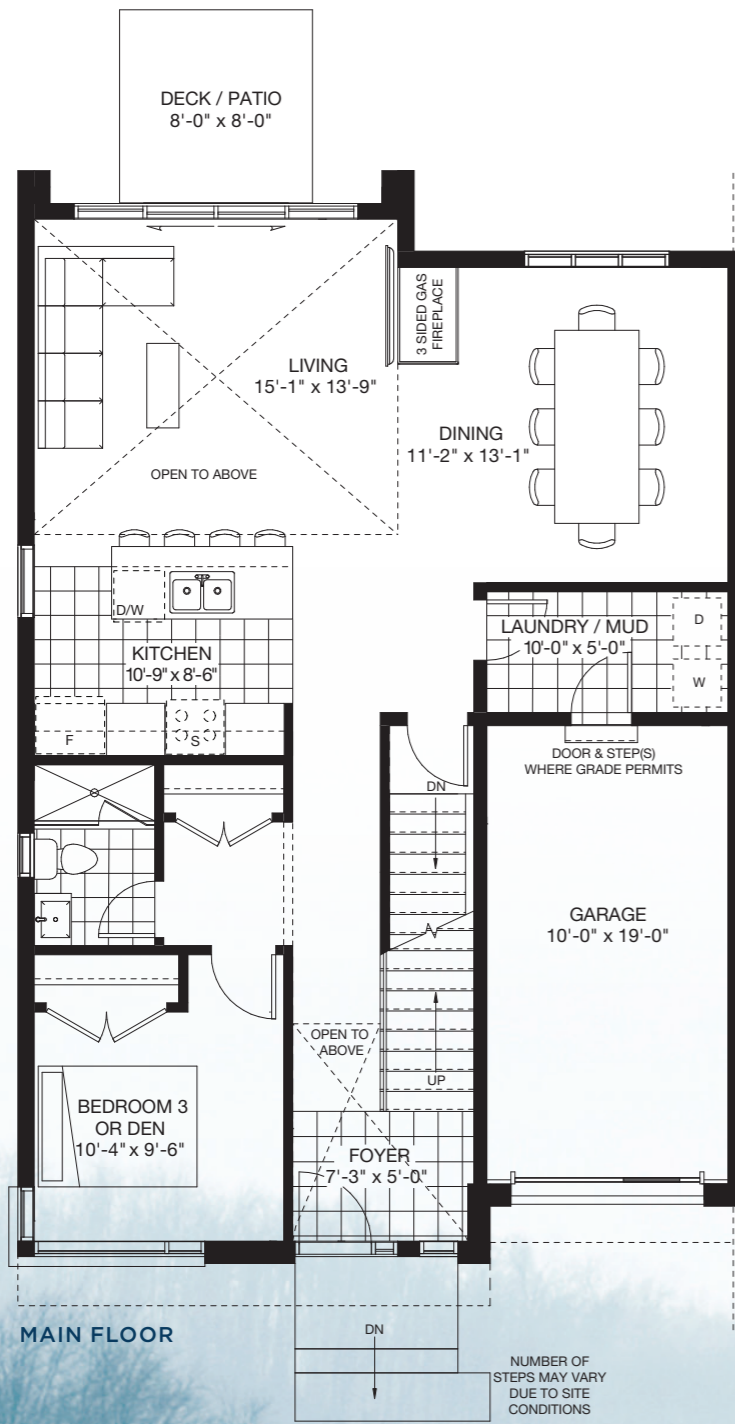 DECK / PATIO
8'-0" x 8'-0"
3 SIDED GAS
FIREPLACE
LIVING
15'-1" x 13'-9"
DINING
11'-2" x 13'-1"
OPEN TO ABOVE
D/W
KITCHEN
10'-9" x 8'-6"
F
S
LAUNDRY / MUD
10'-0" x 5'-0"
D
W
DOOR & STEP(S)
WHERE GRADE PERMITS
DN
GARAGE
10'-0" x 19'-0"
OPEN TO
ABOVE
UP
BEDROOM 3
OR DEN
10'-4" x 9'-6"
FOYER
7'-3" x 5'-0"
MAIN FLOOR
DN
NUMBER OF
STEPS MAY VARY
DUE TO SITE
CONDITIONS